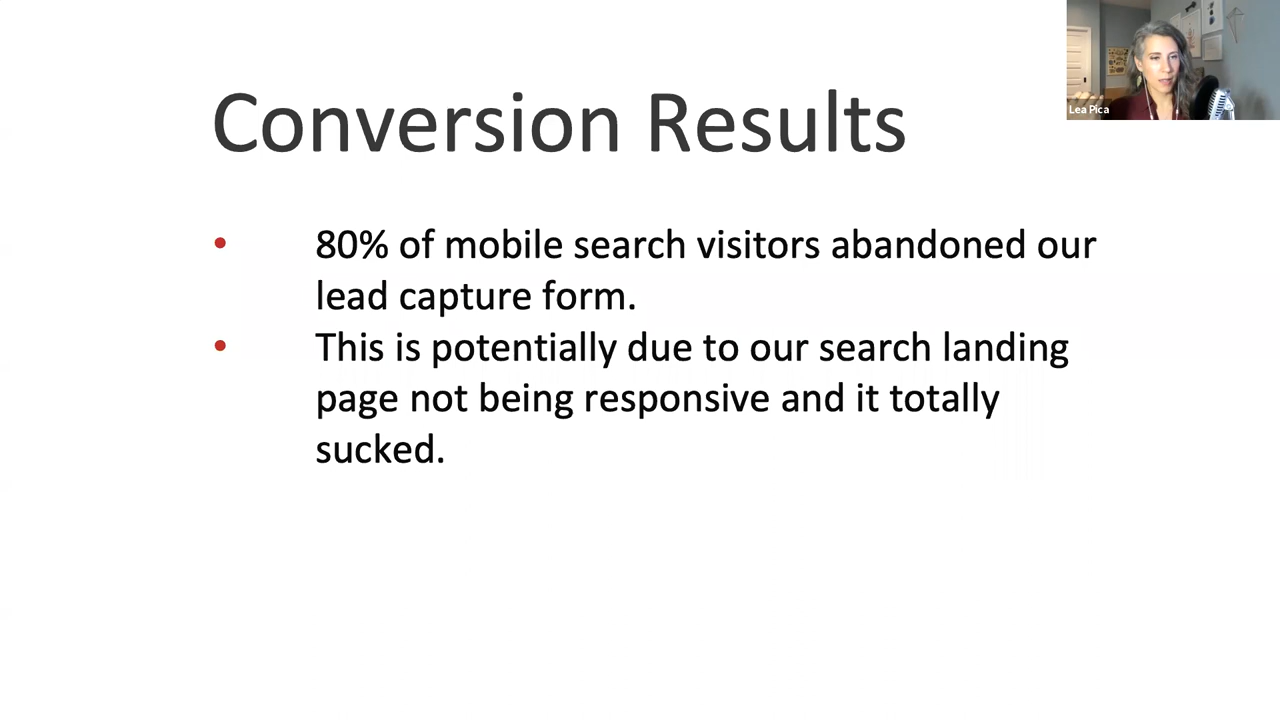 Conversion Results
Lea Pica
• 80% of mobile search visitors abandoned our
lead capture form.
• This is potentially due to our search landing
page not being responsive and it totally
sucked.